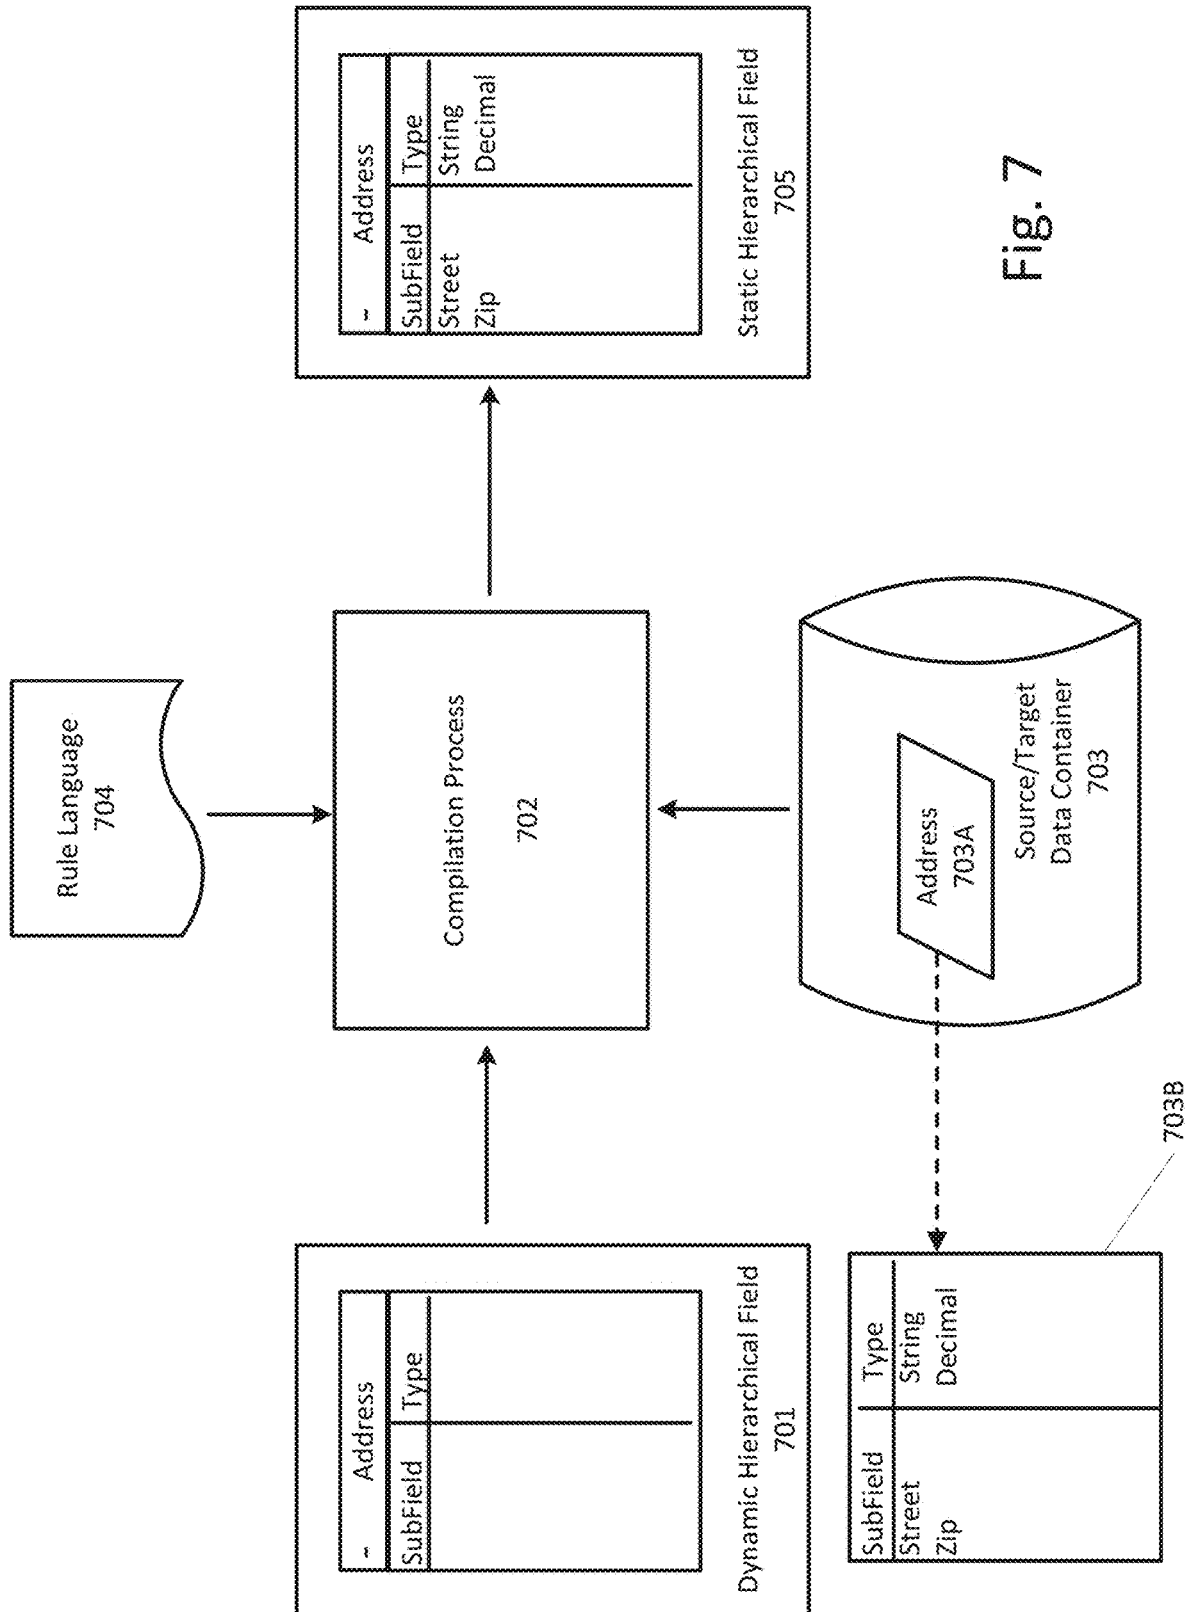 Rule Language
704
– Address
SubField Type
Dynamic Hierarchical Field
701
Compilation Process
702
– Address
SubField Type
Street String
Zip Decimal
Static Hierarchical Field
705
SubField Type
Street String
Zip Decimal
703B
Address
703A
Source/Target
Data Container
703
Fig. 7